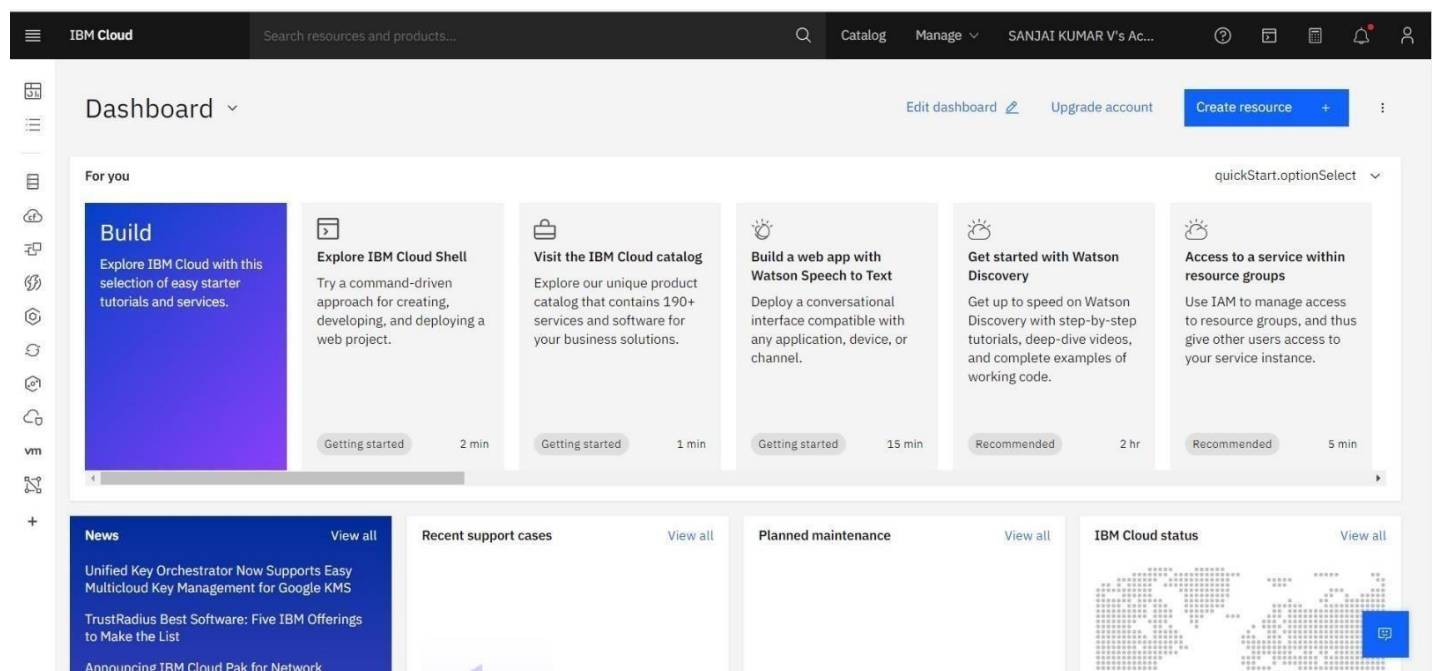 IBM Cloud
Search resources and products...
Catalog
Manage
SANJAI KUMAR V's Ac...
Dashboard
Edit dashboard
Upgrade account
Create resource +
For you
quickStart.optionSelect
Build
Explore IBM Cloud with this
selection of easy starter
tutorials and services.
Explore IBM Cloud Shell
Try a command-driven
approach for creating,
developing, and deploying a
web project.
Getting started
2 min
Visit the IBM Cloud catalog
Explore our unique product
catalog that contains 190+
services and software for
your business solutions.
Getting started
1 min
Build a web app with
Watson Speech to Text
Deploy a conversational
interface compatible with
any application, device, or
channel.
Getting started
15 min
Get started with Watson
Discovery
Get up to speed on Watson
Discovery with step-by-step
tutorials, deep-dive videos,
and complete examples of
working code.
Recommended
2 hr
Access to a service within
resource groups
Use IAM to manage access
to resource groups, and thus
give other users access to
your service instance.
Recommended
5 min
cf
vm
News
View all
Unified Key Orchestrator Now Supports Easy
Multicloud Key Management for Google KMS
TrustRadius Best Software: Five IBM Offerings
to Make the List
Announcing IBM Cloud Pak for Network
Recent support cases
View all
Planned maintenance
View all
IBM Cloud status
View all